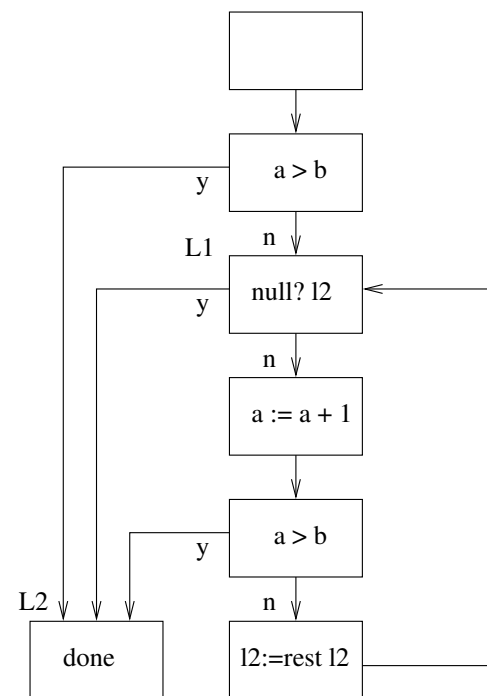 a > b
y
n
L1
null? l2
y
n
a := a + 1
a > b
y
n
L2
done
l2:=rest l2